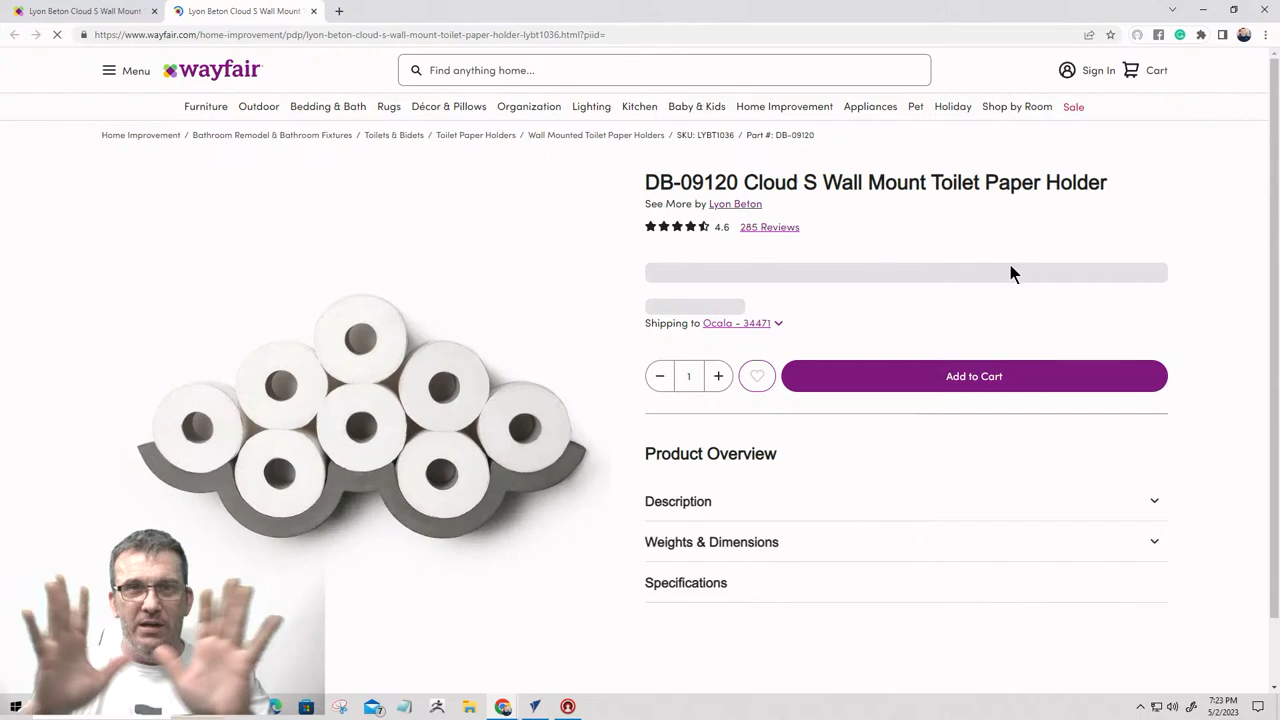 Lyon Beton Cloud S Wall Mount
Lyon Beton Cloud S Wall Mount
https://www.wayfair.com/home-improvement/pdp/lyon-beton-cloud-s-wall-mount-toilet-paper-holder-lybt1036.html?piid=
Menu
wayfair
Find anything home...
Sign In
Cart
Furniture Outdoor Bedding & Bath Rugs Décor & Pillows Organization Lighting Kitchen Baby & Kids Home Improvement Appliances Pet Holiday Shop by Room Sale
Home Improvement / Bathroom Remodel & Bathroom Fixtures / Toilets & Bidets / Toilet Paper Holders / Wall Mounted Toilet Paper Holders / SKU: LYBT1036 / Part #: DB-09120
DB-09120 Cloud S Wall Mount Toilet Paper Holder
See More by Lyon Beton
4.6 285 Reviews
Shipping to Ocala - 34471
1
Add to Cart
Product Overview
Description
Weights & Dimensions
Specifications
7:23 PM
5/2/2023